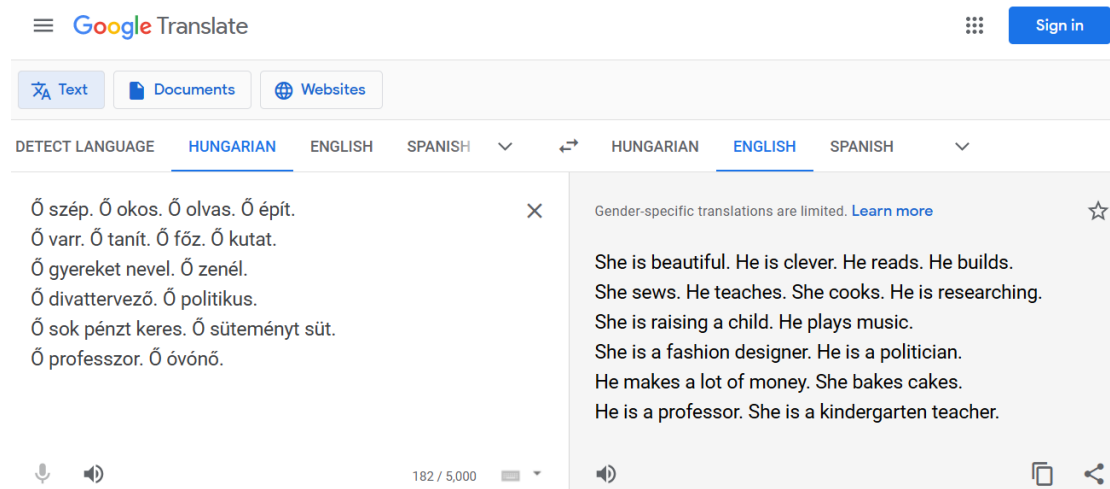 Google Translate
Sign in
Text
Documents
Websites
DETECT LANGUAGE
HUNGARIAN
ENGLISH
SPANISH
HUNGARIAN
ENGLISH
SPANISH
Ő szép. Ő okos. Ő olvas. Ő épít.
Ő varr. Ő tanít. Ő főz. Ő kutat.
Ő gyereket nevel. Ő zenél.
Ő divattervező. Ő politikus.
Ő sok pénzt keres. Ő süteményt süt.
Ő professzor. Ő óvónő.
182 / 5,000
Gender-specific translations are limited. Learn more
She is beautiful. He is clever. He reads. He builds.
She sews. He teaches. She cooks. He is researching.
She is raising a child. He plays music.
She is a fashion designer. He is a politician.
He makes a lot of money. She bakes cakes.
He is a professor. She is a kindergarten teacher.